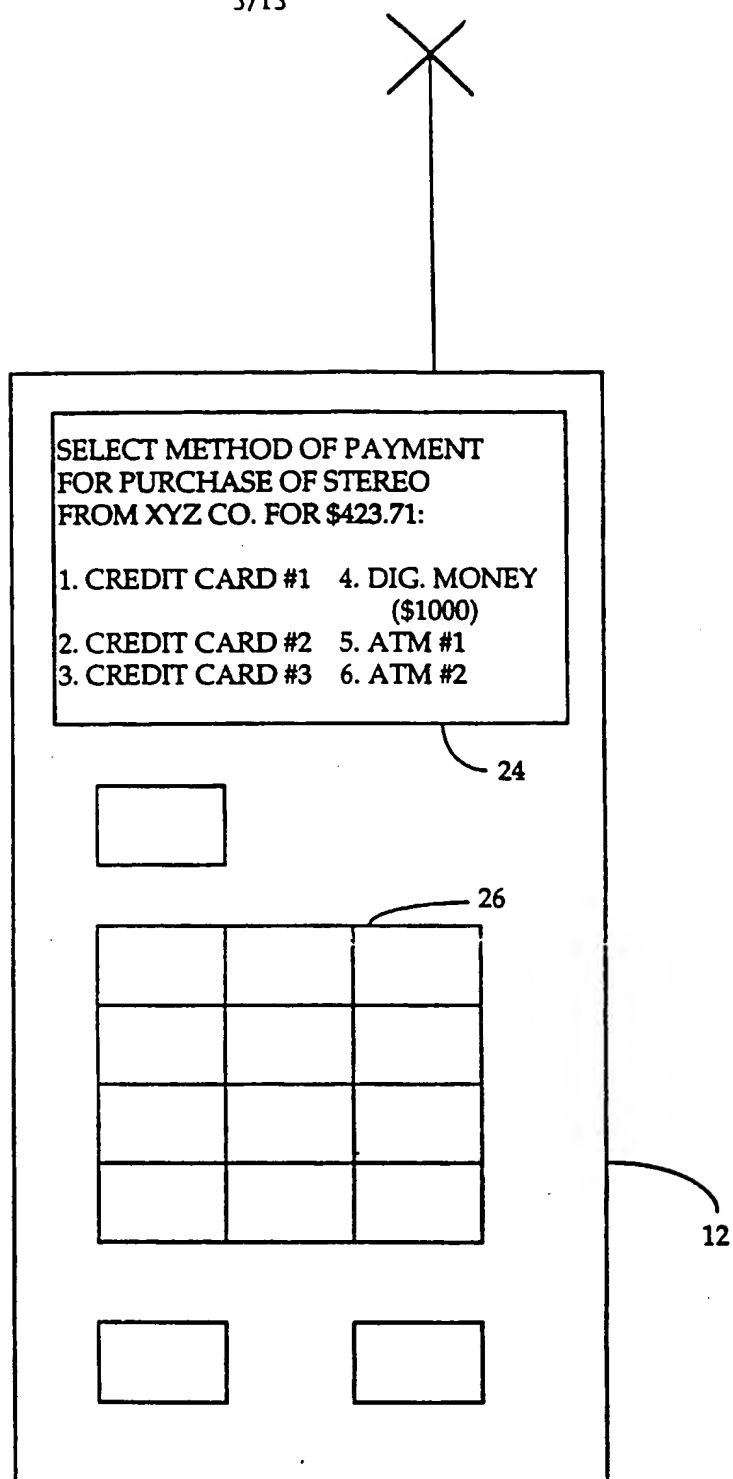 SELECT METHOD OF PAYMENT
FOR PURCHASE OF STEREO
FROM XYZ CO. FOR $423.71:
1. CREDIT CARD #1 4. DIG. MONEY
($1000)
2. CREDIT CARD #2 5. ATM #1
3. CREDIT CARD #3 6. ATM #2
24
26
12